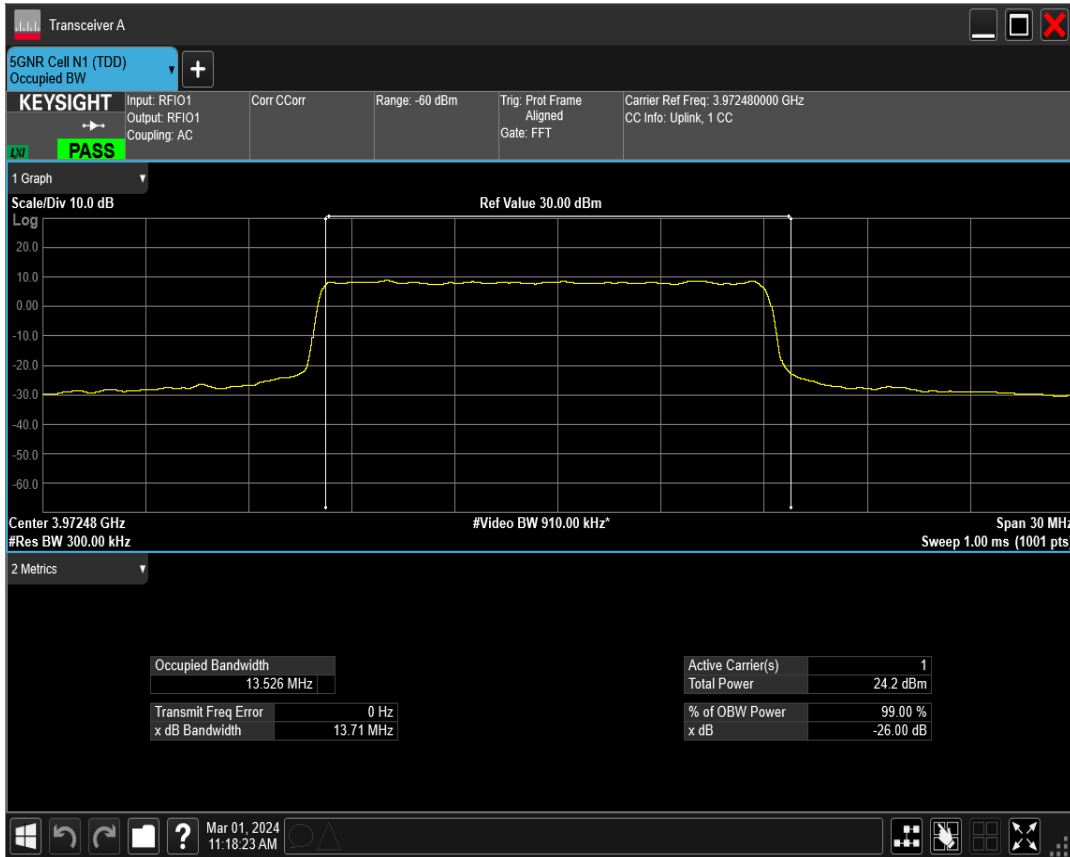 Transceiver A
5GNR Cell N1 (TDD)
Occupied BW
+
KEYSIGHT
LXI
PASS
Input: RFIO1
Output: RFIO1
Coupling: AC
Corr CCorr
Range: -60 dBm
Trig: Prot Frame
Aligned
Gate: FFT
Carrier Ref Freq: 3.972480000 GHz
CC Info: Uplink, 1 CC
1 Graph
Scale/Div 10.0 dB
Ref Value 30.00 dBm
Log
20.0
10.0
0.00
-10.0
-20.0
-30.0
-40.0
-50.0
-60.0
Center 3.97248 GHz
#Video BW 910.00 kHz*
Span 30 MHz
#Res BW 300.00 kHz
Sweep 1.00 ms (1001 pts)
2 Metrics
Occupied Bandwidth
13.526 MHz
Transmit Freq Error 0 Hz
x dB Bandwidth 13.71 MHz
Active Carrier(s) 1
Total Power 24.2 dBm
% of OBW Power 99.00 %
x dB -26.00 dB
?
Mar 01, 2024
11:18:23 AM